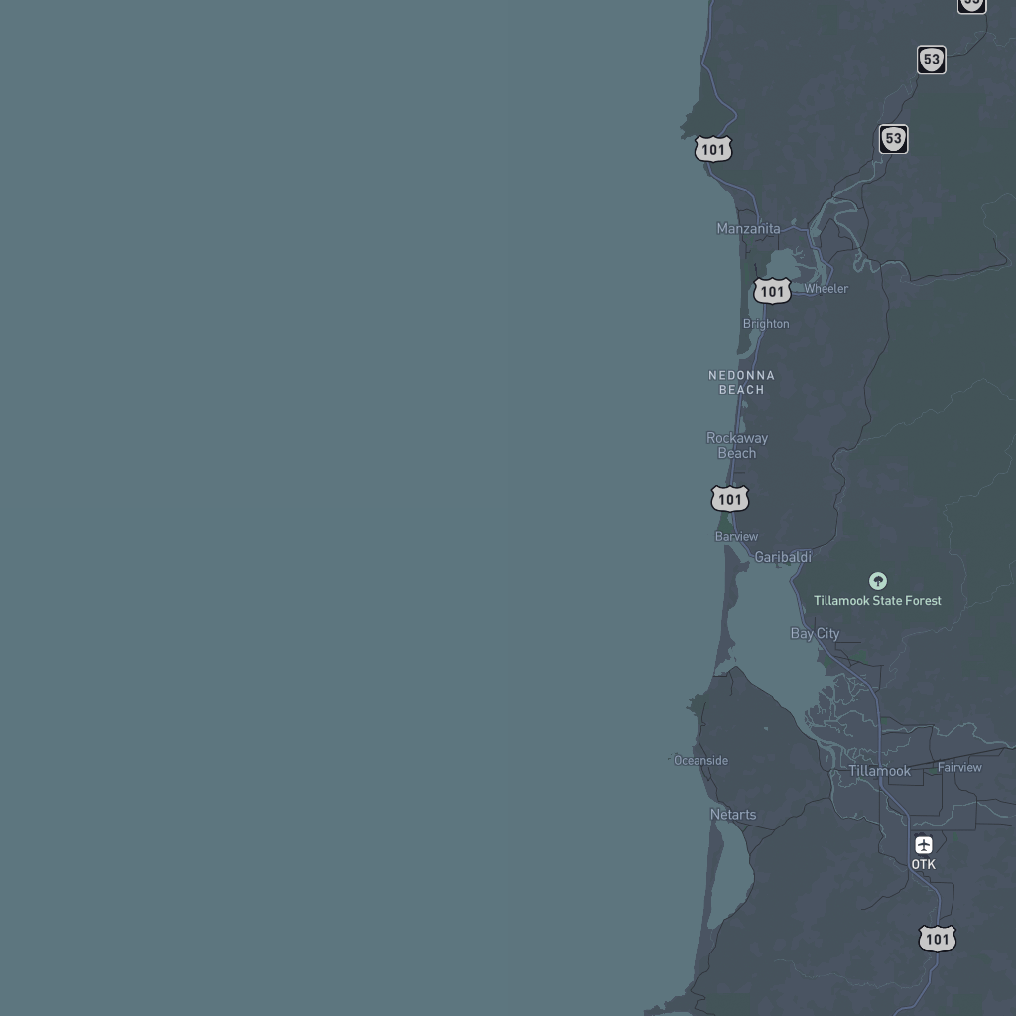 53
53
101
Manzanita
101
Wheeler
Brighton
NEDONNA
BEACH
Rockaway
Beach
101
Barview
Garibaldi
Tillamook State Forest
Bay City
Oceanside
Tillamook
Fairview
Netarts
OTK
101